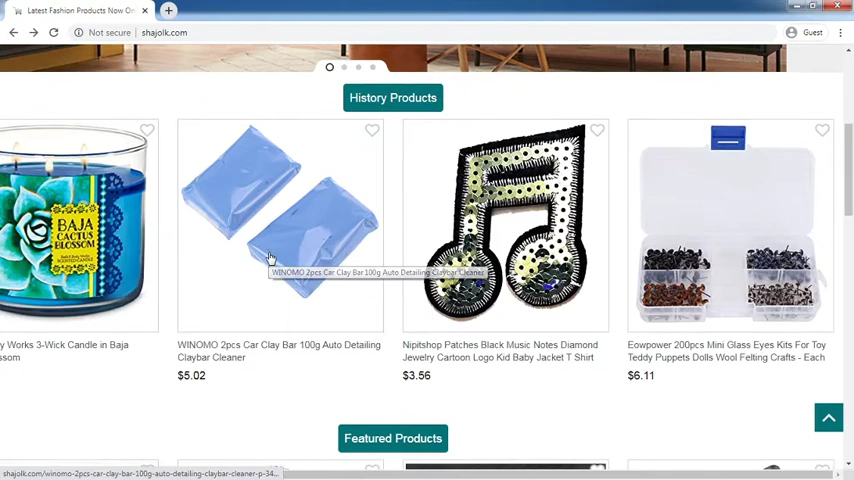 Latest Fashion Products Now On
Not secure
shajolk.com
Guest
History Products
BAJA
CACTUS
BLOSSOM
WINOMO 2pcs Car Clay Bar 100g Auto Detailing Claybar Cleaner
y Works 3-Wick Candle in Baja
ssom
WINOMO 2pcs Car Clay Bar 100g Auto Detailing
Claybar Cleaner
$5.02
Nipitshop Patches Black Music Notes Diamond
Jewelry Cartoon Logo Kid Baby Jacket T Shirt
$3.56
Eowpower 200pcs Mini Glass Eyes Kits For Toy
Teddy Puppets Dolls Wool Felting Crafts - Each
$6.11
Featured Products
shajolk.com/winomo-2pcs-car-clay-bar-100g-auto-detailing-claybar-cleaner-p-34...